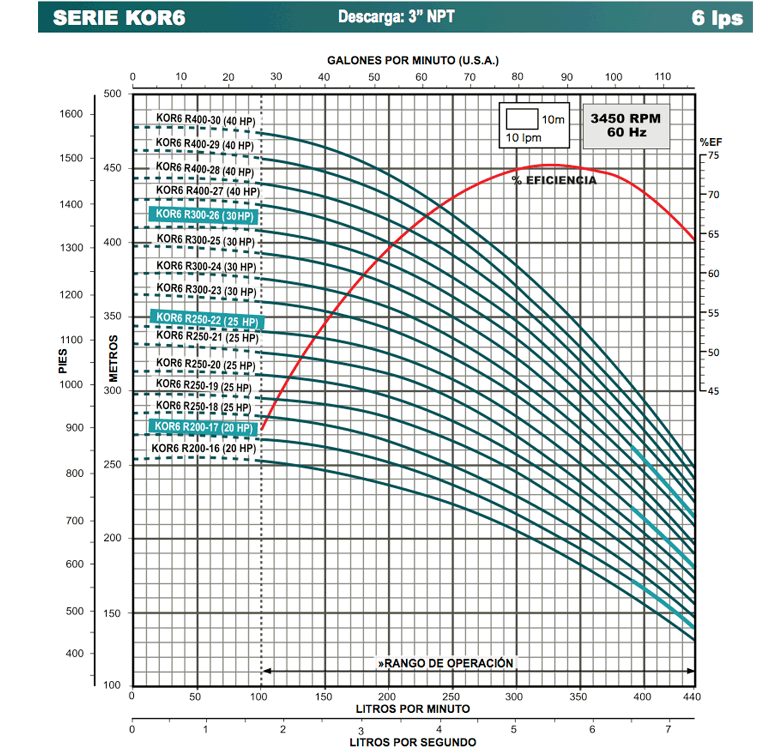 SERIE KOR6 Descarga: 3” NPT 6 lps
GALONES POR MINUTO (U.S.A.)
0 10 20 30 40 50 60 70 80 90 100 110
500
450
400
350
300
250
200
150
100
METROS
1600
1500
1400
1300
1200
1100
1000
900
800
700
600
500
400
PIES
KOR6 R400-30 (40 HP)
KOR6 R400-29 (40 HP)
KOR6 R400-28 (40 HP)
KOR6 R400-27 (40 HP)
KOR6 R300-26 (30 HP)
KOR6 R300-25 (30 HP)
KOR6 R300-24 (30 HP)
KOR6 R300-23 (30 HP)
KOR6 R250-22 (25 HP)
KOR6 R250-21 (25 HP)
KOR6 R250-20 (25 HP)
KOR6 R250-19 (25 HP)
KOR6 R250-18 (25 HP)
KOR6 R200-17 (20 HP)
KOR6 R200-16 (20 HP)
10m
10 lpm
3450 RPM
60 Hz
% EFICIENCIA
%EF
75
70
65
60
55
50
45
»RANGO DE OPERACIÓN
0 50 100 150 200 250 300 350 400 440
LITROS POR MINUTO
0 1 2 3 4 5 6 7
LITROS POR SEGUNDO